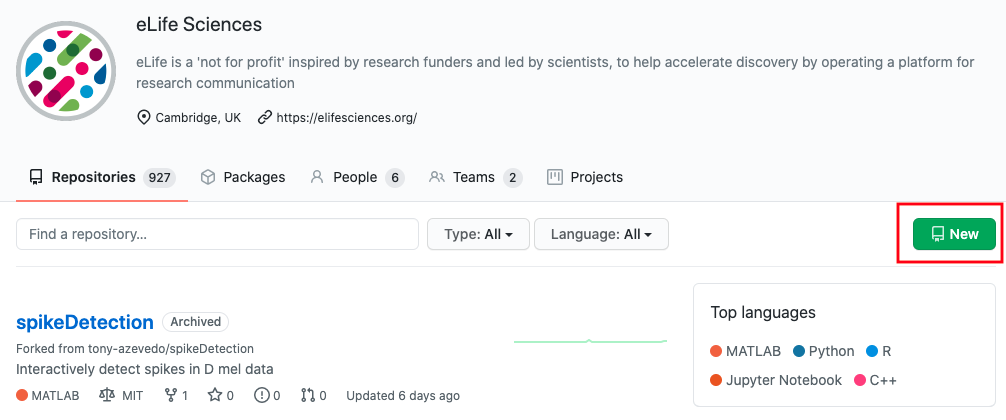 eLife Sciences
eLife is a 'not for profit' inspired by research funders and led by scientists, to help accelerate discovery by operating a platform for
research communication
Cambridge, UK https://elifesciences.org/
Repositories 927 Packages People 6 Teams 2 Projects
Find a repository... Type: All Language: All New
spikeDetection Archived
Forked from tony-azevedo/spikeDetection
Interactively detect spikes in D mel data
MATLAB MIT 1 0 0 0 Updated 6 days ago
Top languages
MATLAB Python R
Jupyter Notebook C++